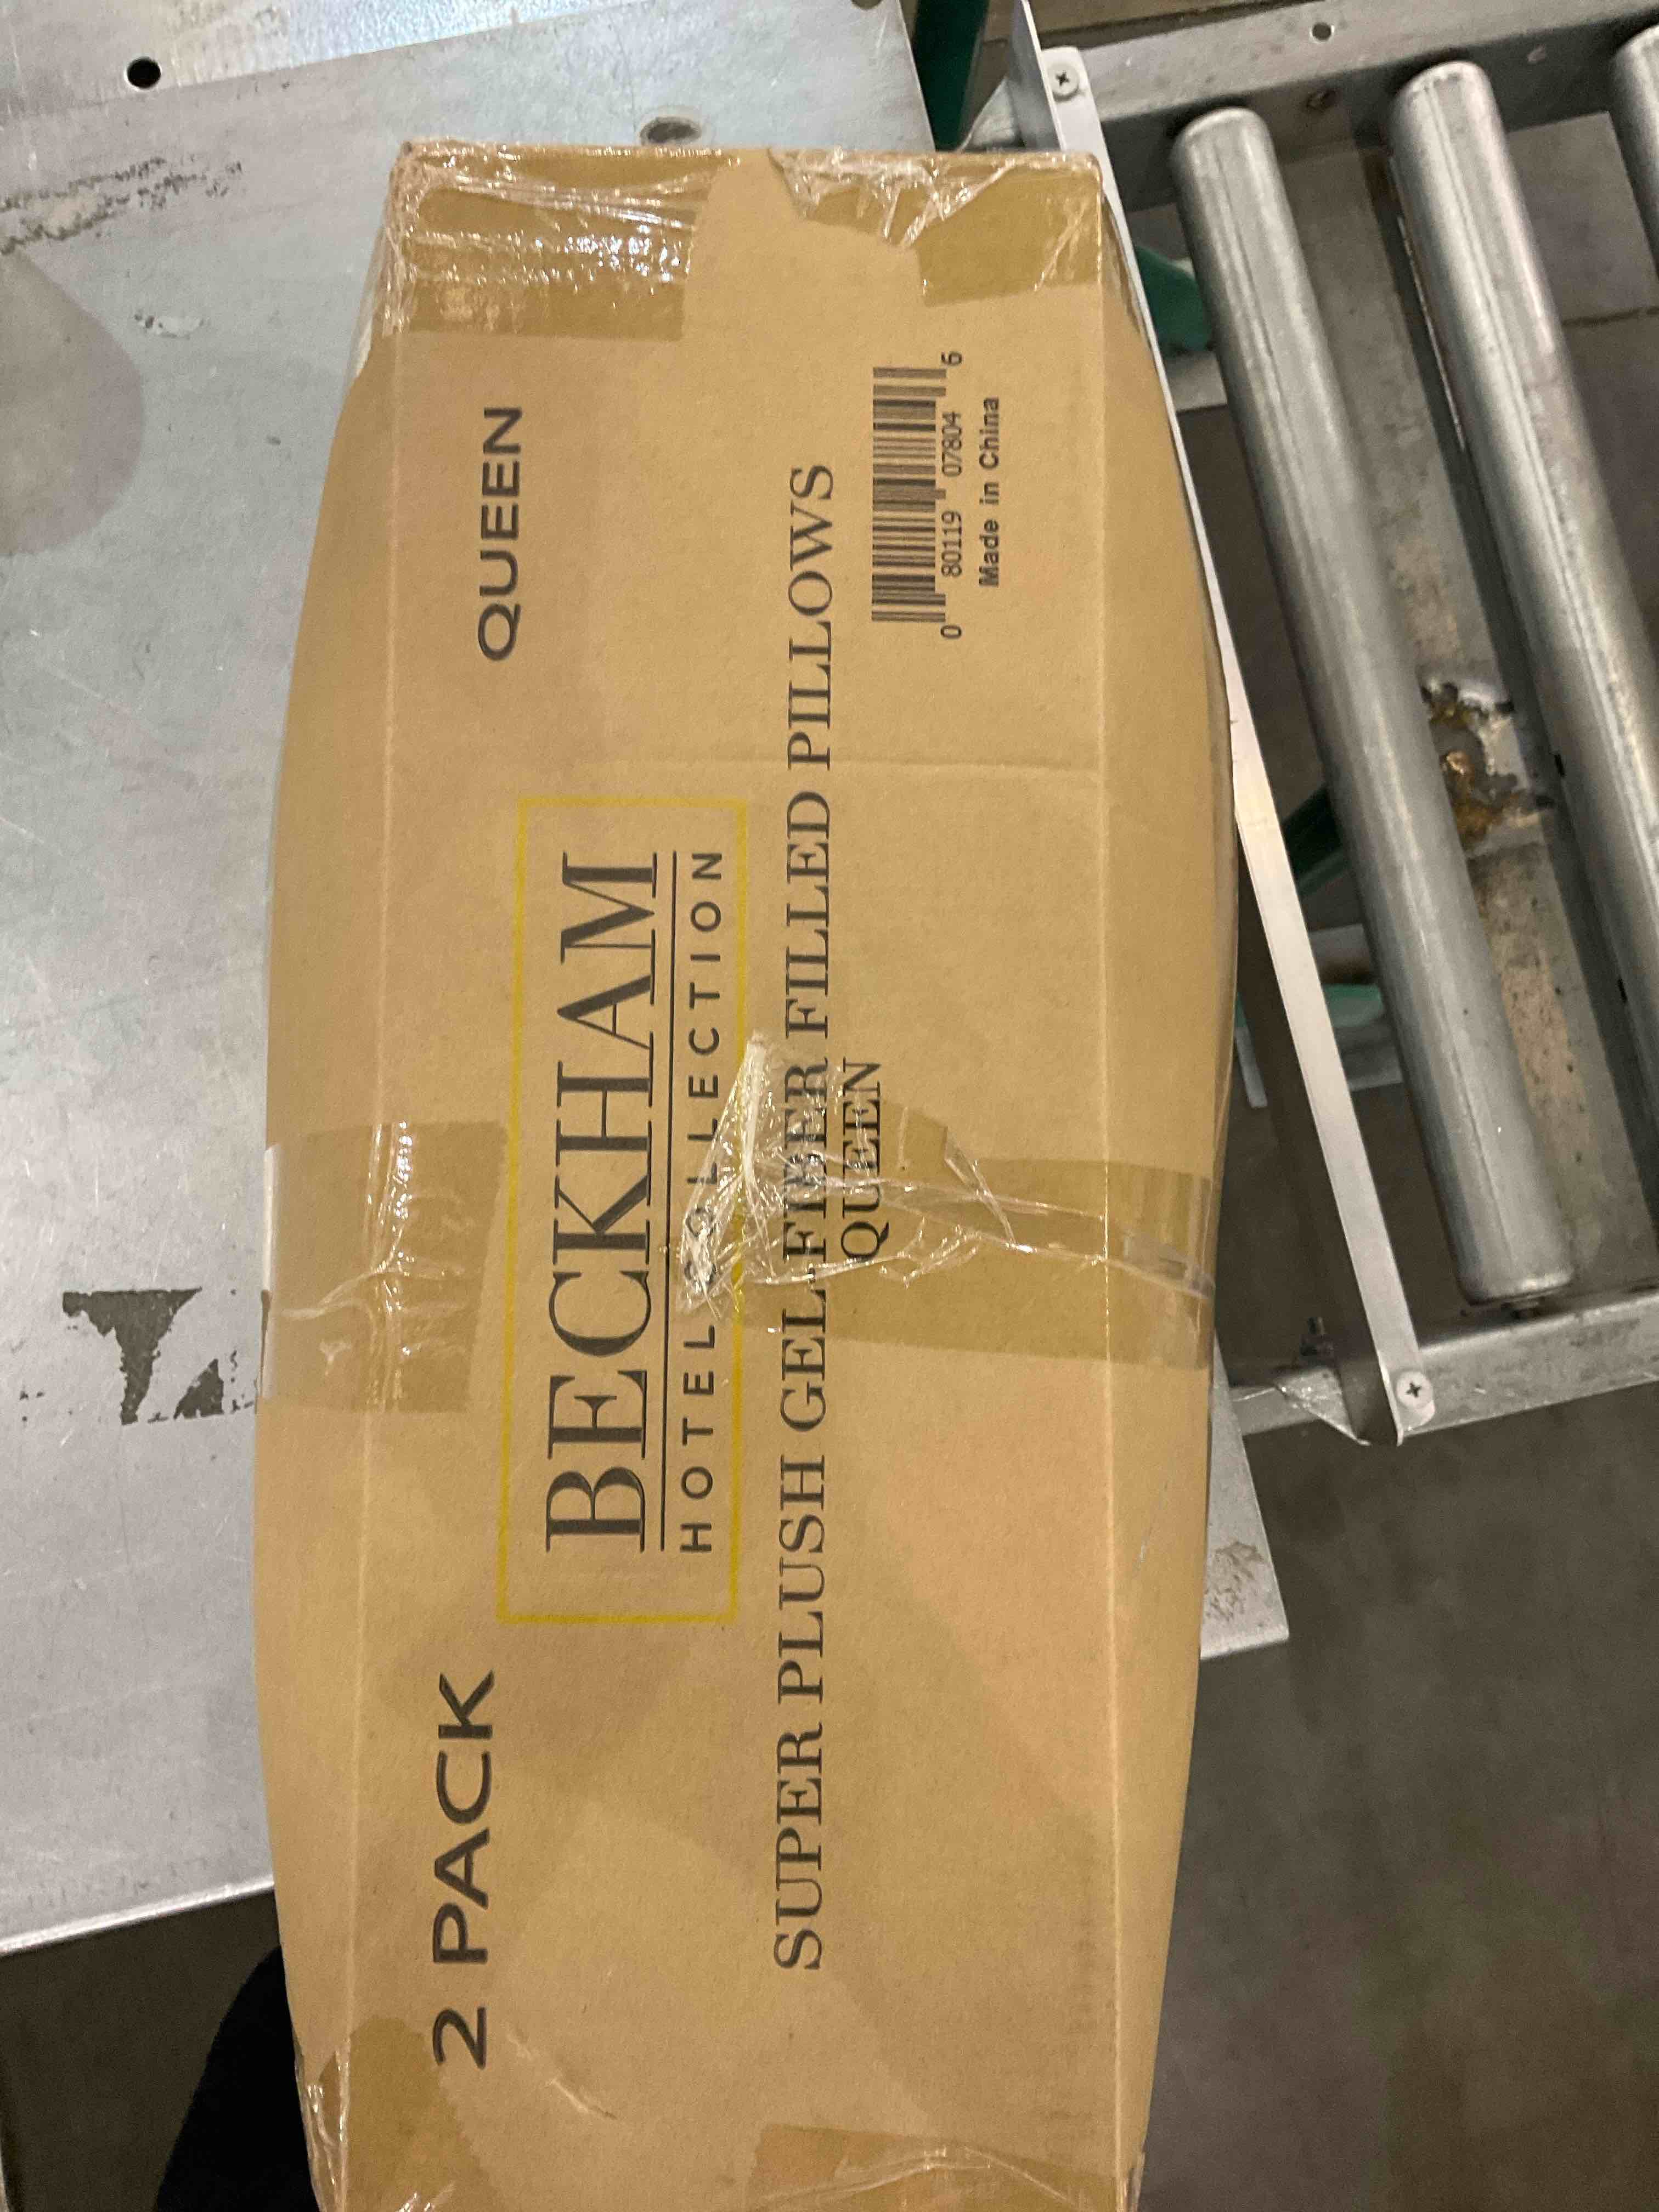 2 PACK
QUEEN
BECKHAM
HOTEL COLLECTION
SUPER PLUSH GEL-FIBER FILLED PILLOWS
QUEEN
0 80119 07804 6
Made in China